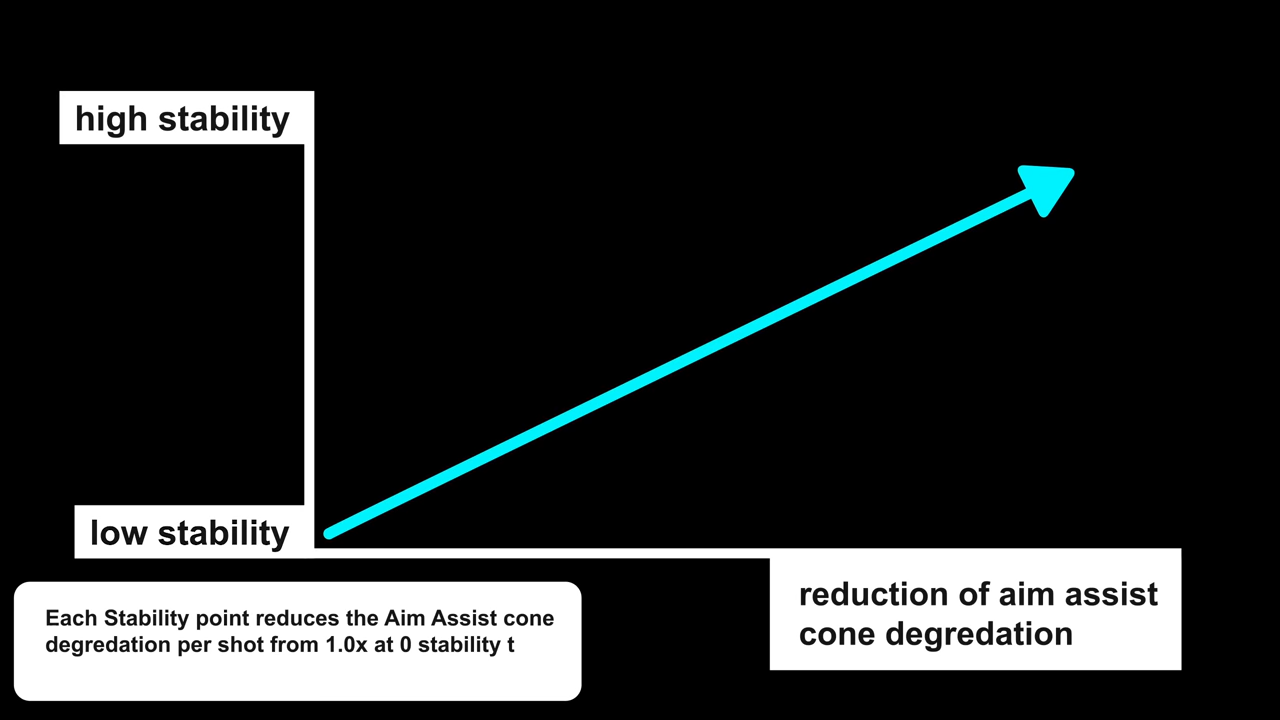 high stability
low stability
Each Stability point reduces the Aim Assist cone
degredation per shot from 1.0x at 0 stability t
reduction of aim assist
cone degredation